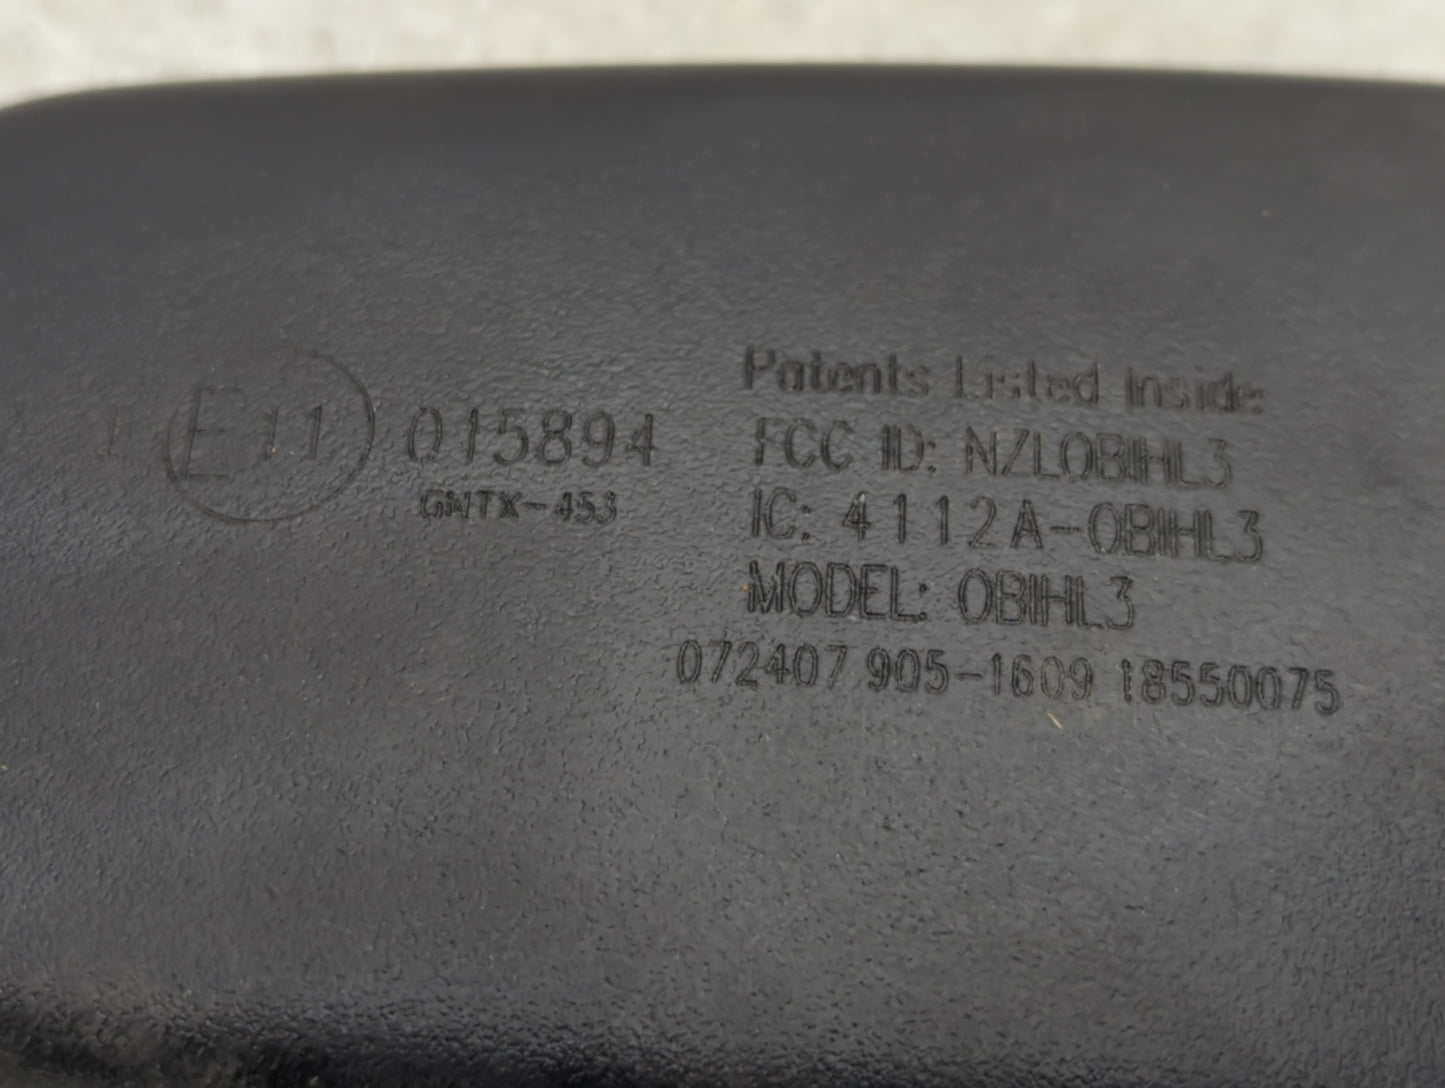 I E11 015894
GNTX-453
Patents Listed Inside:
FCC ID: NZLOBIHL3
IC: 4112A-OBIHL3
MODEL: OBIHL3
072407 905-1609 18550075